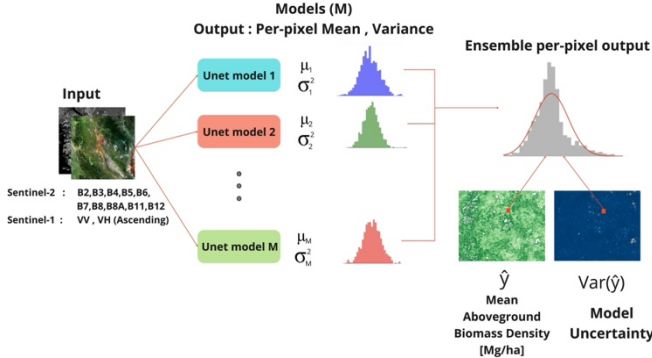 Models (M)
Output : Per-pixel Mean , Variance
Input
Sentinel-2 : B2,B3,B4,B5,B6,
B7,B8,B8A,B11,B12
Sentinel-1 : VV , VH (Ascending)
Unet model 1
μ1
σ²1
Unet model 2
μ2
σ²2
Unet model M
μM
σ²M
Ensemble per-pixel output
ŷ
Mean
Aboveground
Biomass Density
[Mg/ha]
Var(ŷ)
Model
Uncertainty